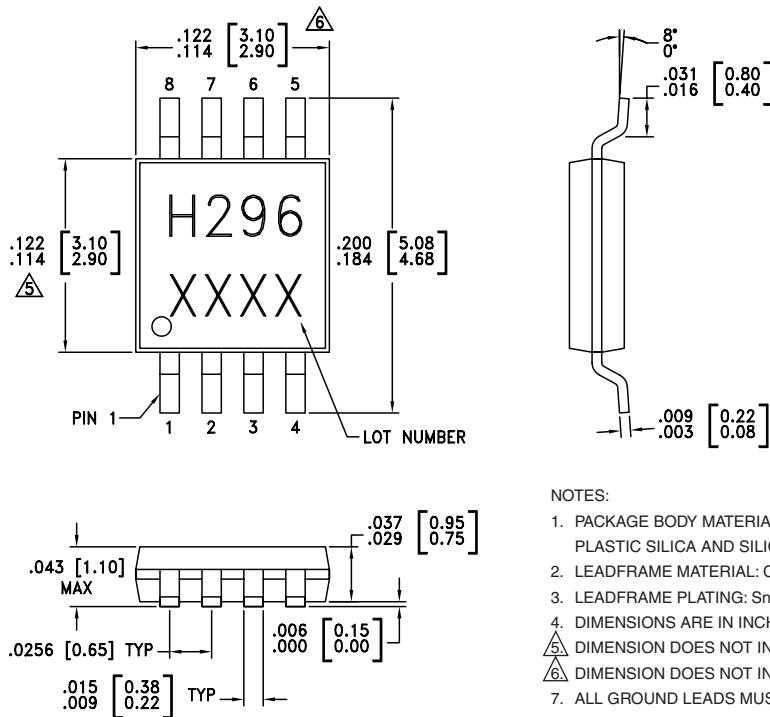 .122 [3.10]
.114 [2.90]
6
8 7 6 5
H296
XXXX
.122 [3.10]
.114 [2.90]
5
.200 [5.08]
.184 [4.68]
PIN 1
1 2 3 4
LOT NUMBER
8°
0°
.031 [0.80]
.016 [0.40]
.009 [0.22]
.003 [0.08]
.037 [0.95]
.029 [0.75]
.043 [1.10]
MAX
.0256 [0.65] TYP
.006 [0.15]
.000 [0.00]
.015 [0.38] TYP
.009 [0.22]
NOTES:
1. PACKAGE BODY MATERIA
PLASTIC SILICA AND SILIC
2. LEADFRAME MATERIAL: C
3. LEADFRAME PLATING: Sn
4. DIMENSIONS ARE IN INCH
5. DIMENSION DOES NOT IN
6. DIMENSION DOES NOT IN
7. ALL GROUND LEADS MUS